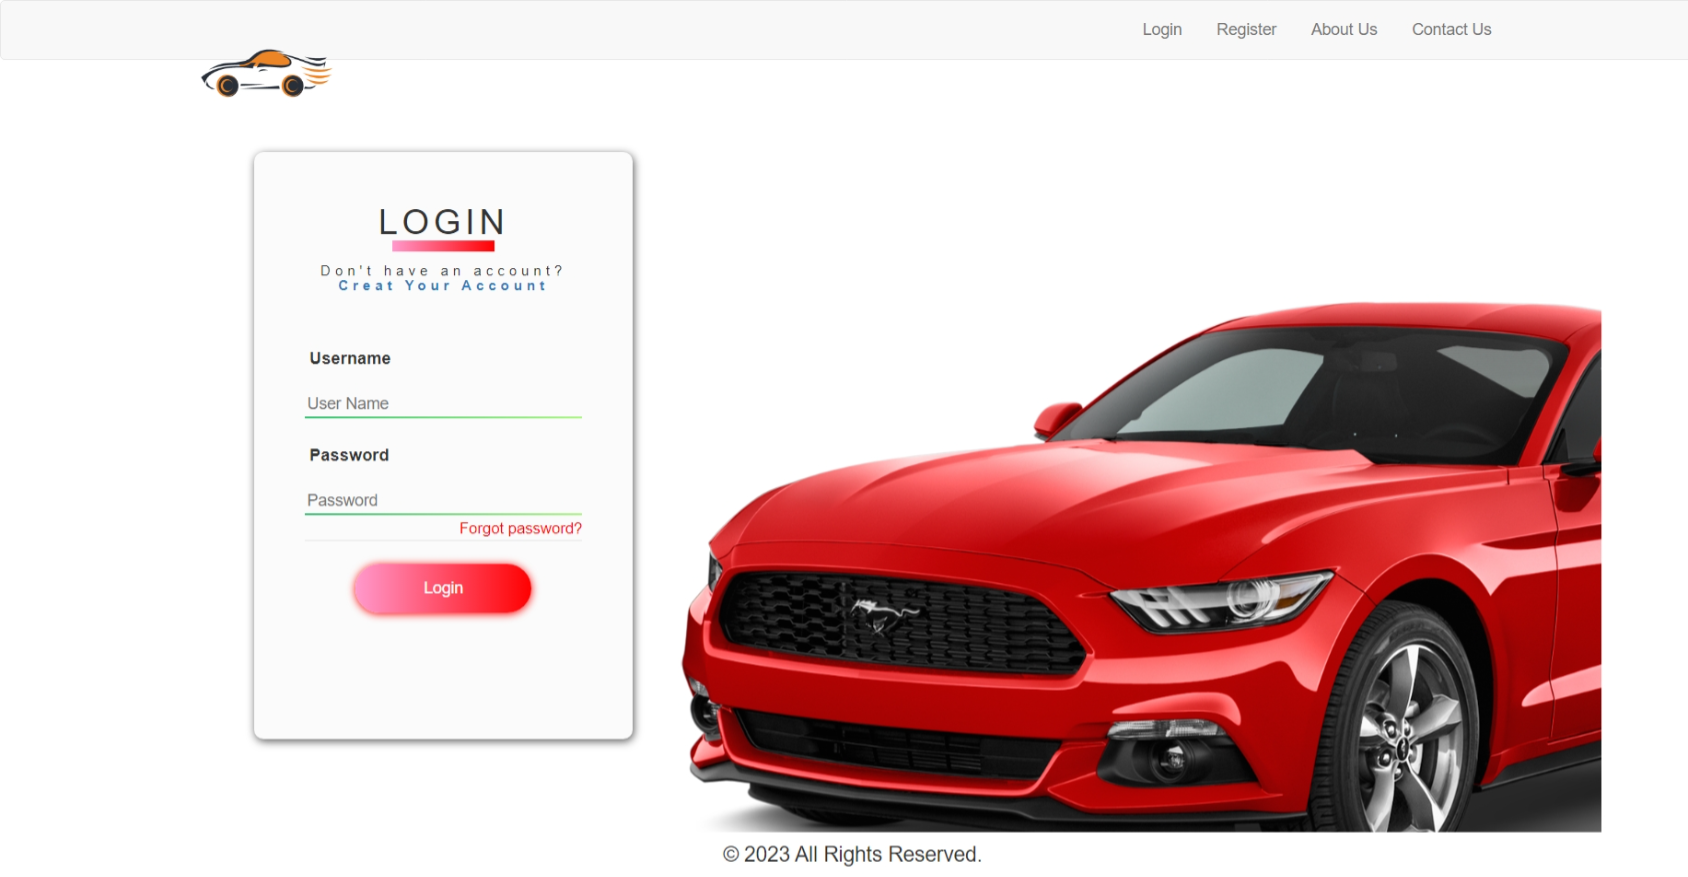 Login Register About Us Contact Us
LOGIN
Don't have an account?
Creat Your Account
Username
User Name
Password
Password
Forgot password?
Login
© 2023 All Rights Reserved.